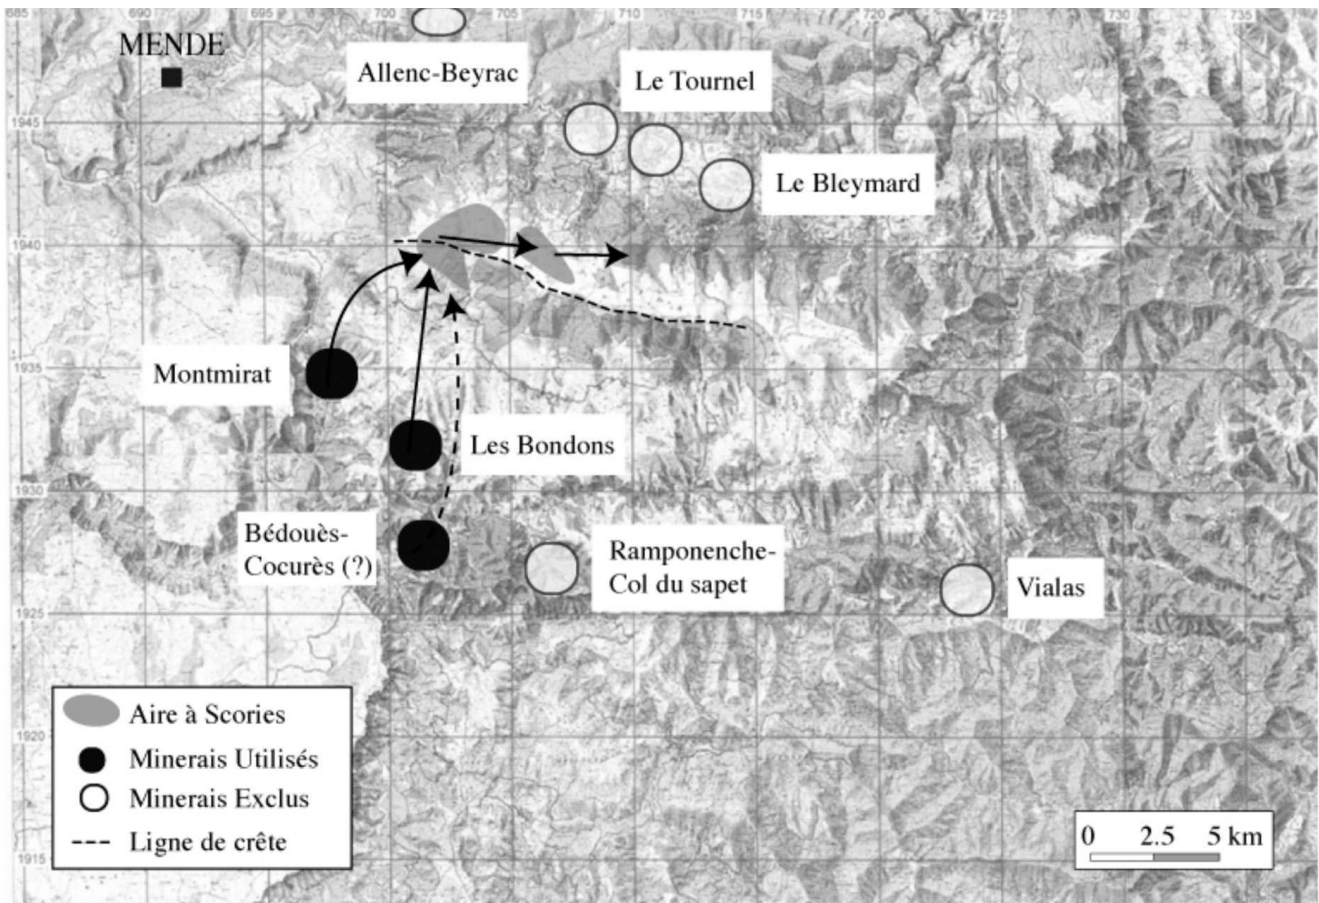 685
690
695
700
705
710
715
720
725
730
735
MENDE
Allenc-Beyrac
Le Tournel
1945
Le Bleymard
1940
Montmirat
1935
Les Bondons
1930
Bédouès-
Cocurès (?)
Ramponenche-
Col du sapet
Vialas
1925
Aire à Scories
Minerais Utilisés
Minerais Exclus
Ligne de crête
1920
1915
0 2.5 5 km